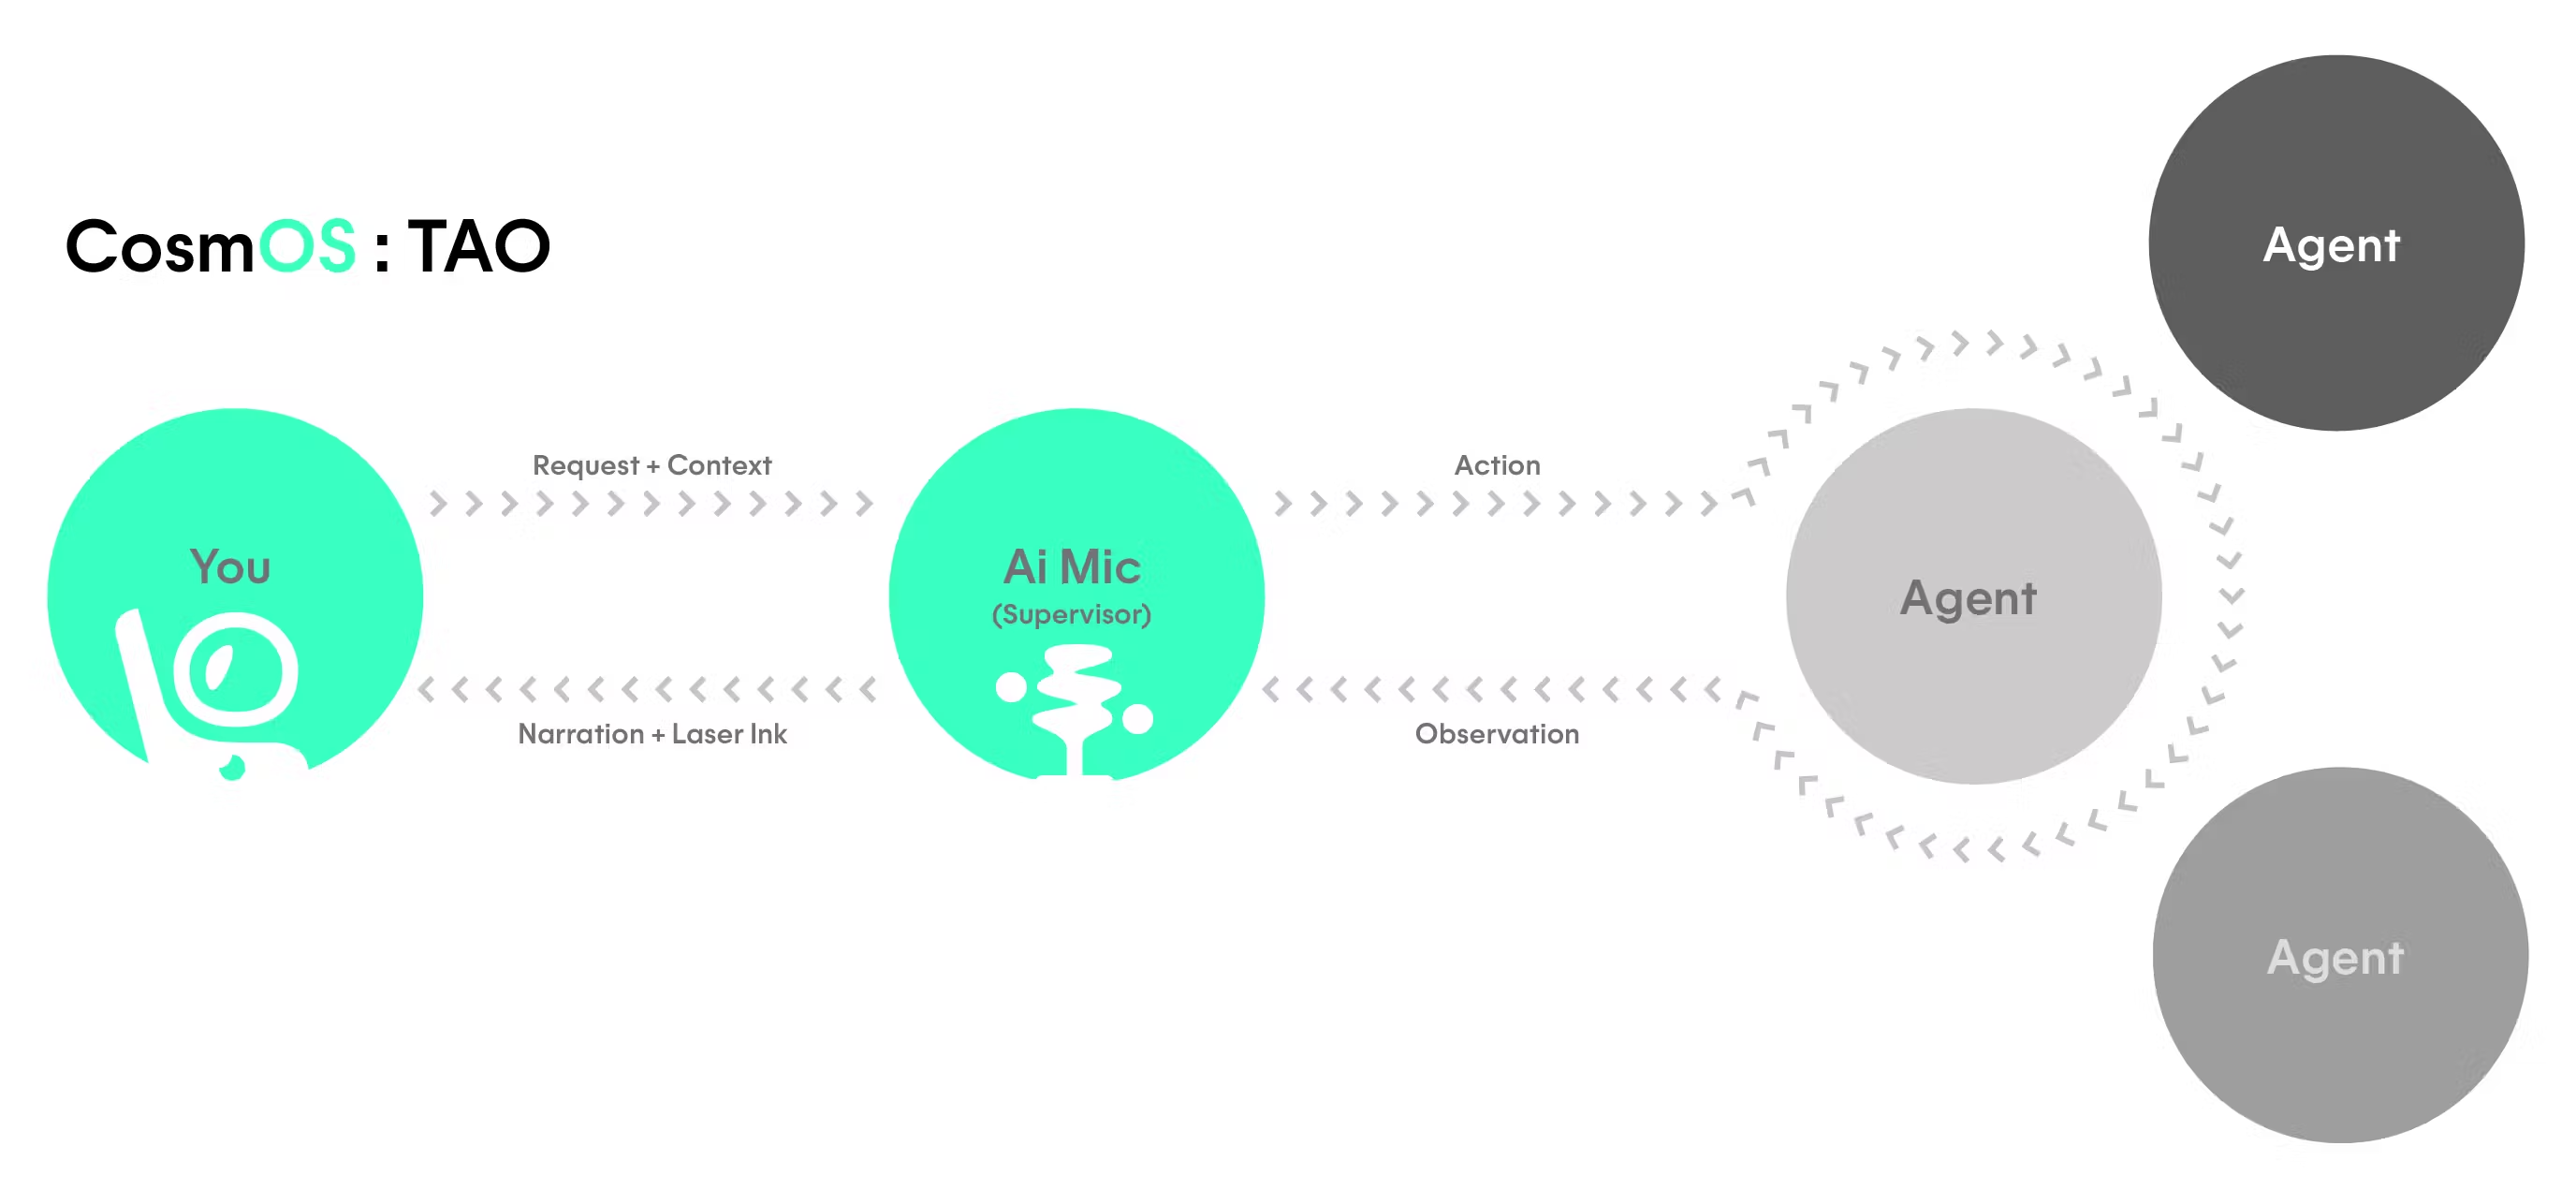 CosmOS : TAO
You
Request + Context
Narration + Laser Ink
Ai Mic
(Supervisor)
Action
Observation
Agent
Agent
Agent